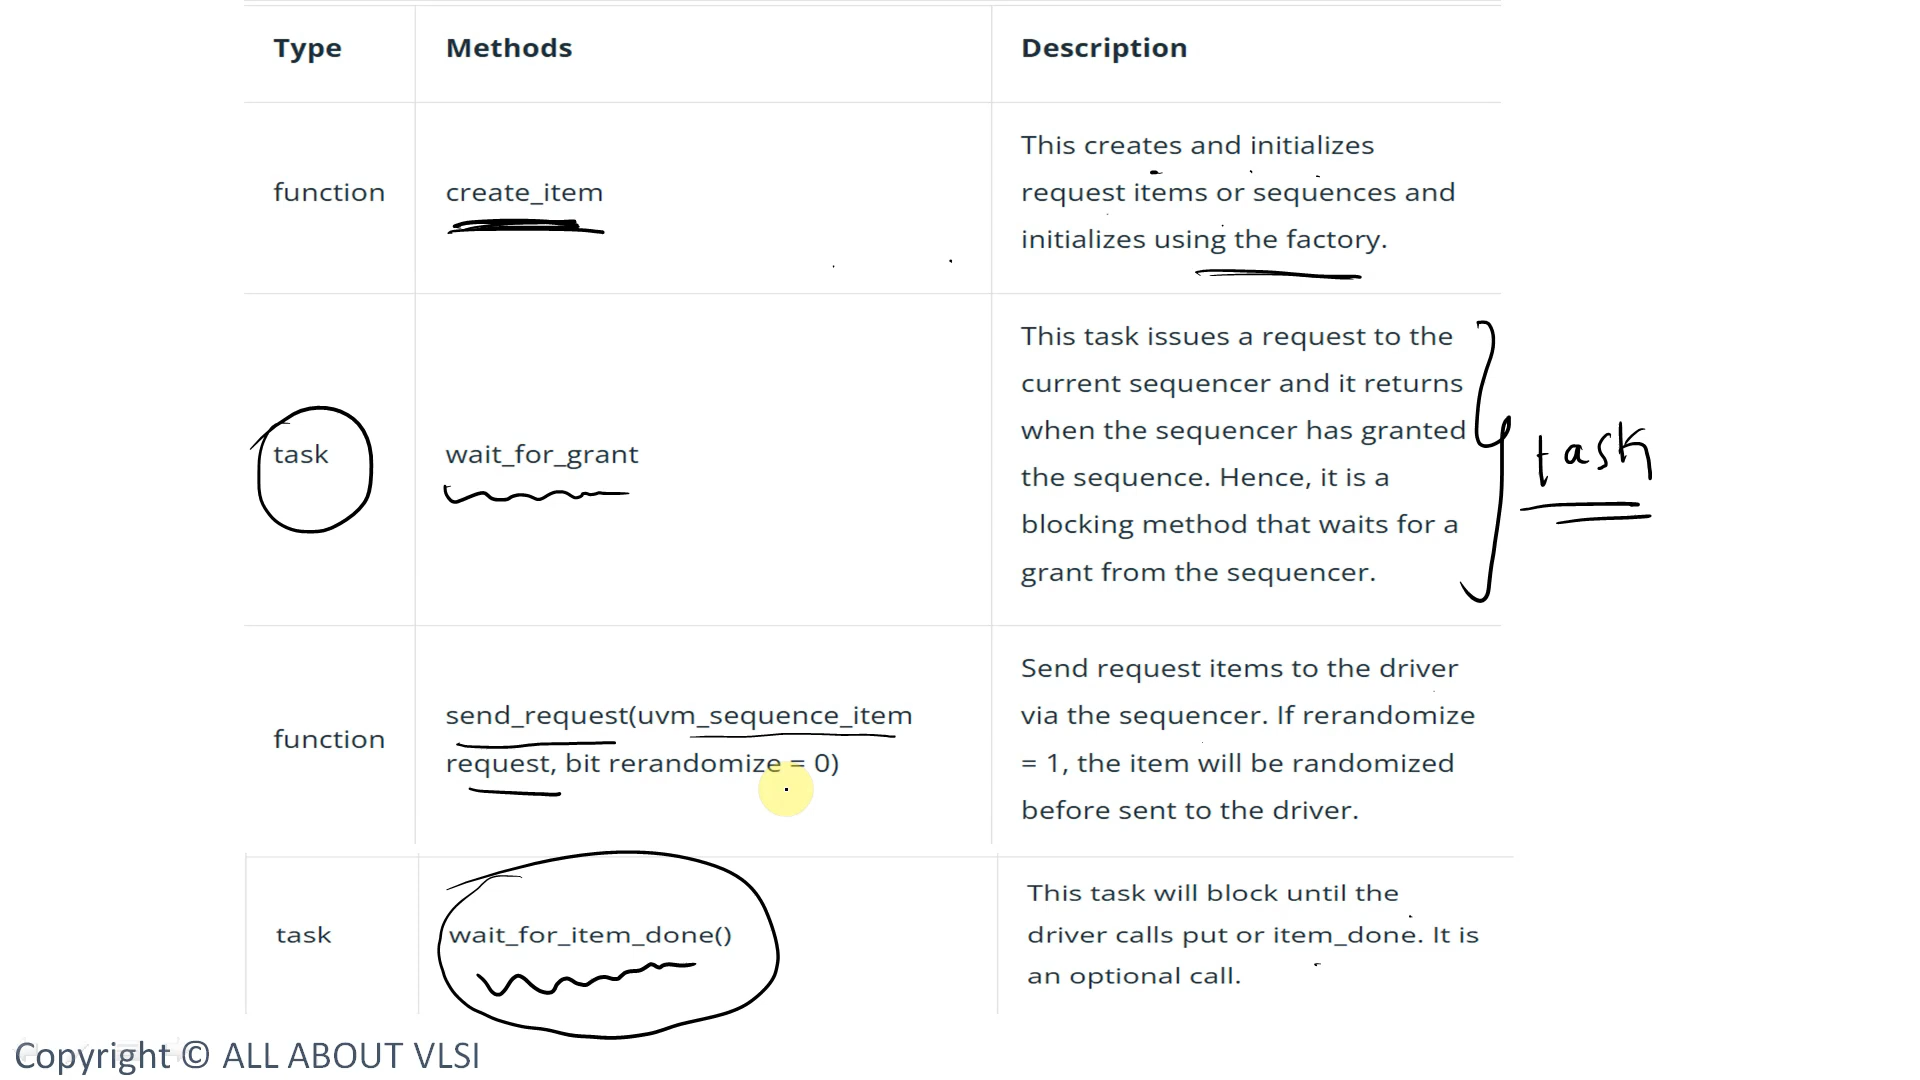 Type Methods Description
function create_item This creates and initializes
request items or sequences and
initializes using the factory.
task wait_for_grant This task issues a request to the
current sequencer and it returns
when the sequencer has granted
the sequence. Hence, it is a
blocking method that waits for a
grant from the sequencer.
task
function send_request(uvm_sequence_item
request, bit rerandomize = 0)
Send request items to the driver
via the sequencer. If rerandomize
= 1, the item will be randomized
before sent to the driver.
task wait_for_item_done() This task will block until the
driver calls put or item_done. It is
an optional call.
Copyright © ALL ABOUT VLSI